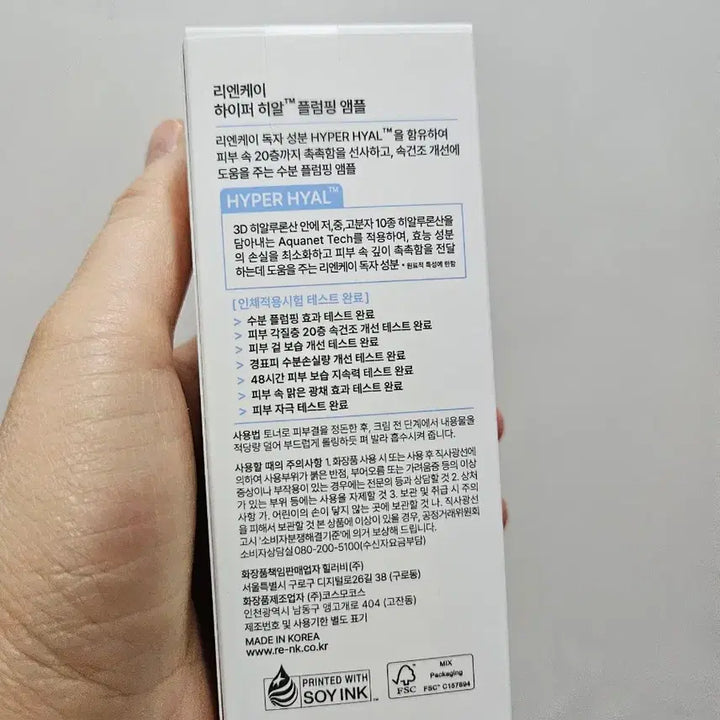 리엔케이
하이퍼 히알™ 플럼핑 앰플
리엔케이 독자 성분 HYPER HYAL™을 함유하여
피부 속 20층까지 촉촉함을 선사하고, 속건조 개선에
도움을 주는 수분 플럼핑 앰플
HYPER HYAL™
3D 히알루론산 안에 저,중,고분자 10종 히알루론산을
담아내는 Aquanet Tech를 적용하여, 효능 성분
의 손실을 최소화하고 피부 속 깊이 촉촉함을 전달
하는데 도움을 주는 리엔케이 독자 성분 * 원료적 특성에 한함
[인체적용시험 테스트 완료]
> 수분 플럼핑 효과 테스트 완료
> 피부 각질층 20층 속건조 개선 테스트 완료
> 피부 겉 보습 개선 테스트 완료
> 경표피 수분손실량 개선 테스트 완료
> 48시간 피부 보습 지속력 테스트 완료
> 피부 속 맑은 광채 효과 테스트 완료
> 피부 자극 테스트 완료
사용법 토너로 피부결을 정돈한 후, 크림 전 단계에서 내용물을
적당량 덜어 부드럽게 롤링하듯 펴 발라 흡수시켜 줍니다.
사용할 때의 주의사항 1. 화장품 사용 시 또는 사용 후 직사광선에
의하여 사용부위가 붉은 반점, 부어오름 또는 가려움증 등의 이상
증상이나 부작용이 있는 경우에는 전문의 등과 상담할 것 2. 상처
가 있는 부위 등에는 사용을 자제할 것 3. 보관 및 취급 시 주의
사항 가. 어린이의 손이 닿지 않는 곳에 보관할 것 나. 직사광선
을 피해서 보관할 것 본 상품에 이상이 있을 경우, 공정거래위원회
고시 '소비자분쟁해결기준'에 의거 보상해 드립니다.
소비자상담실 080-200-5100(수신자요금부담)
화장품책임판매업자 힐러비(주)
서울특별시 구로구 디지털로26길 38 (구로동)
화장품제조업자 (주)코스모코스
인천광역시 남동구 앵고개로 404 (고잔동)
제조번호 및 사용기한 별도 표기
MADE IN KOREA
www.re-nk.co.kr
PRINTED WITH
SOY INK™
FSC
MIX
Packaging
FSC™ C157894